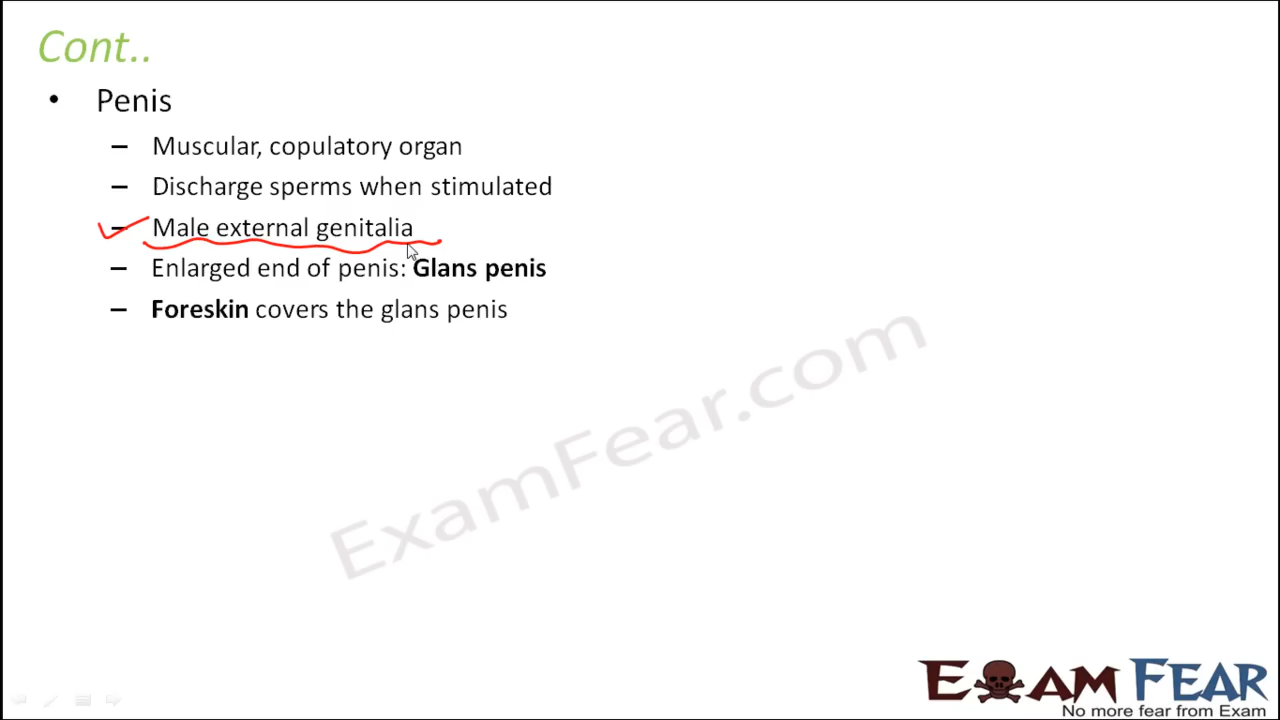 Cont..
• Penis
– Muscular, copulatory organ
– Discharge sperms when stimulated
– Male external genitalia
– Enlarged end of penis: Glans penis
– Foreskin covers the glans penis
ExamFear.com
EXAM FEAR
No more fear from Exam